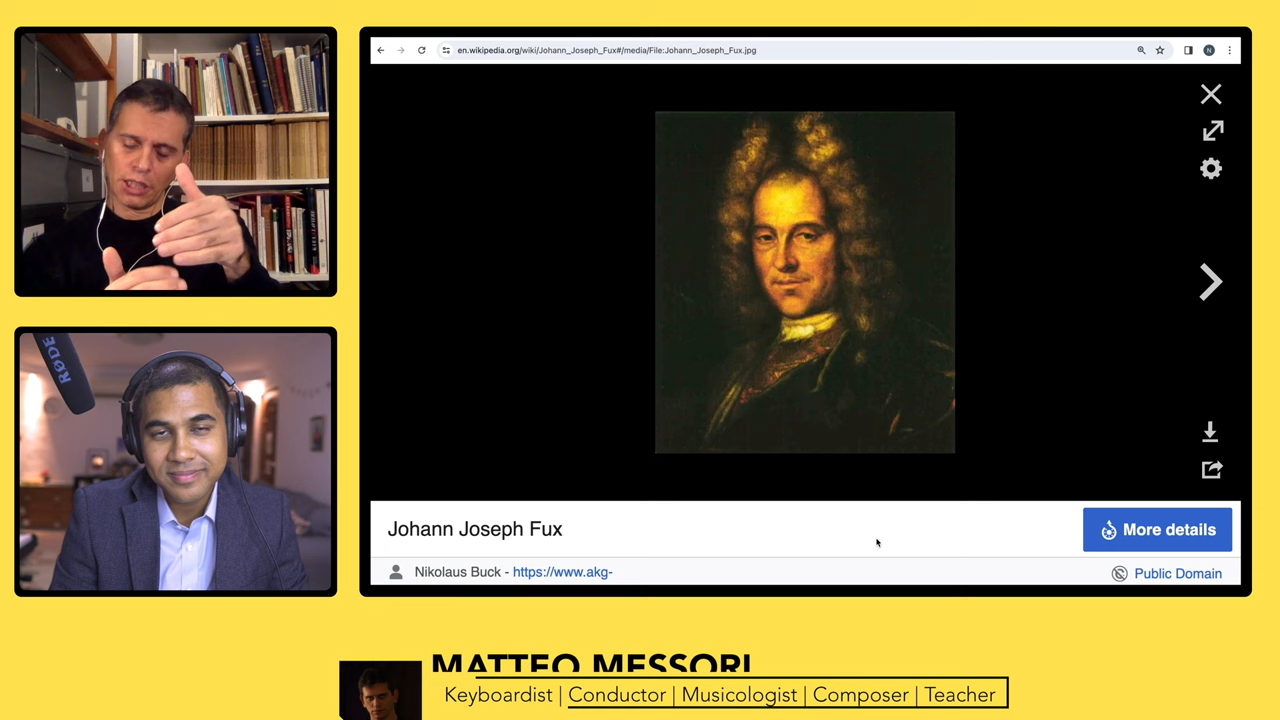 en.wikipedia.org/wiki/Johann_Joseph_Fux#/media/File:Johann_Joseph_Fux.jpg
N
RØDE
Johann Joseph Fux
More details
Nikolaus Buck - https://www.akg-
Public Domain
MATTEO MESSORI
Keyboardist | Conductor | Musicologist | Composer | Teacher